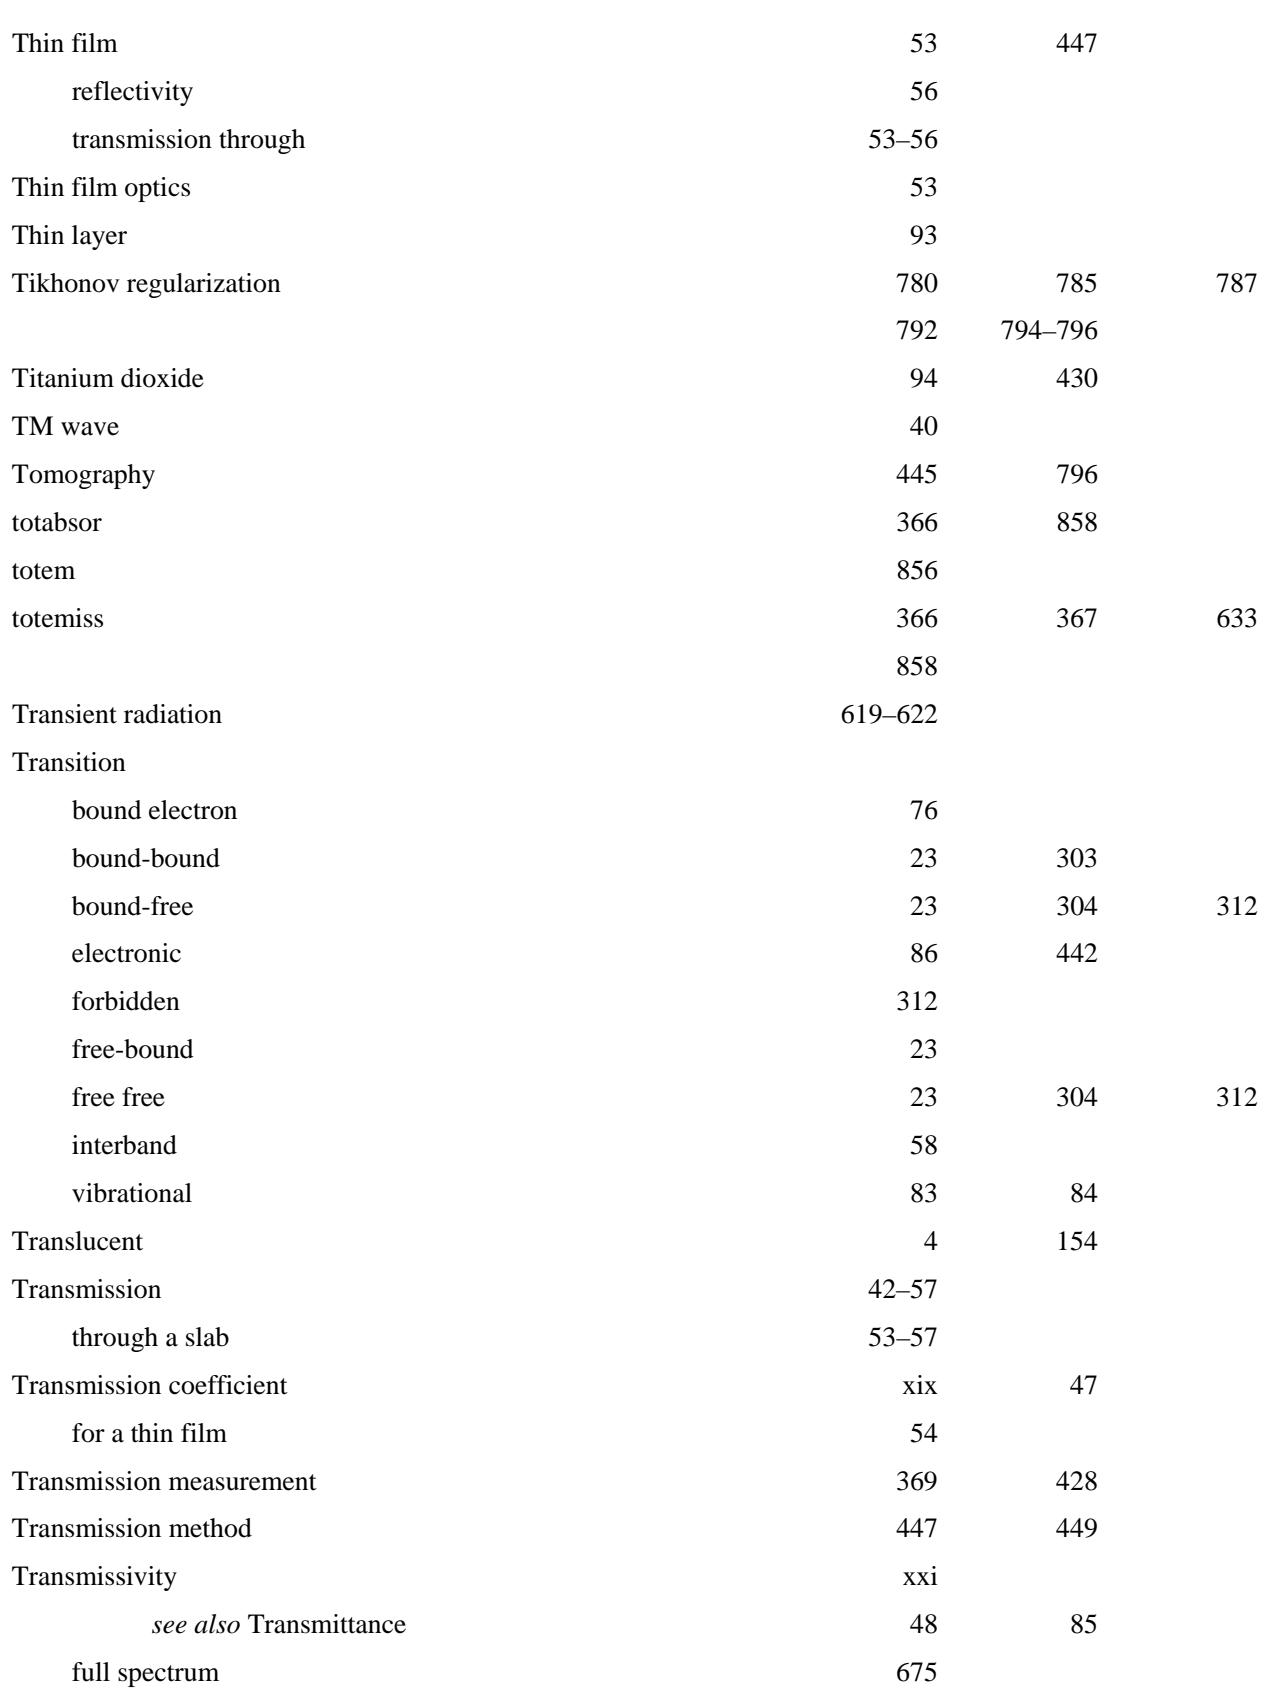 Thin film 53 447
reflectivity 56
transmission through 53–56
Thin film optics 53
Thin layer 93
Tikhonov regularization 780 785 787
792 794–796
Titanium dioxide 94 430
TM wave 40
Tomography 445 796
totabsor 366 858
totem 856
totemiss 366 367 633
858
Transient radiation 619–622
Transition
bound electron 76
bound-bound 23 303
bound-free 23 304 312
electronic 86 442
forbidden 312
free-bound 23
free free 23 304 312
interband 58
vibrational 83 84
Translucent 4 154
Transmission 42–57
through a slab 53–57
Transmission coefficient xix 47
for a thin film 54
Transmission measurement 369 428
Transmission method 447 449
Transmissivity xxi
see also Transmittance 48 85
full spectrum 675